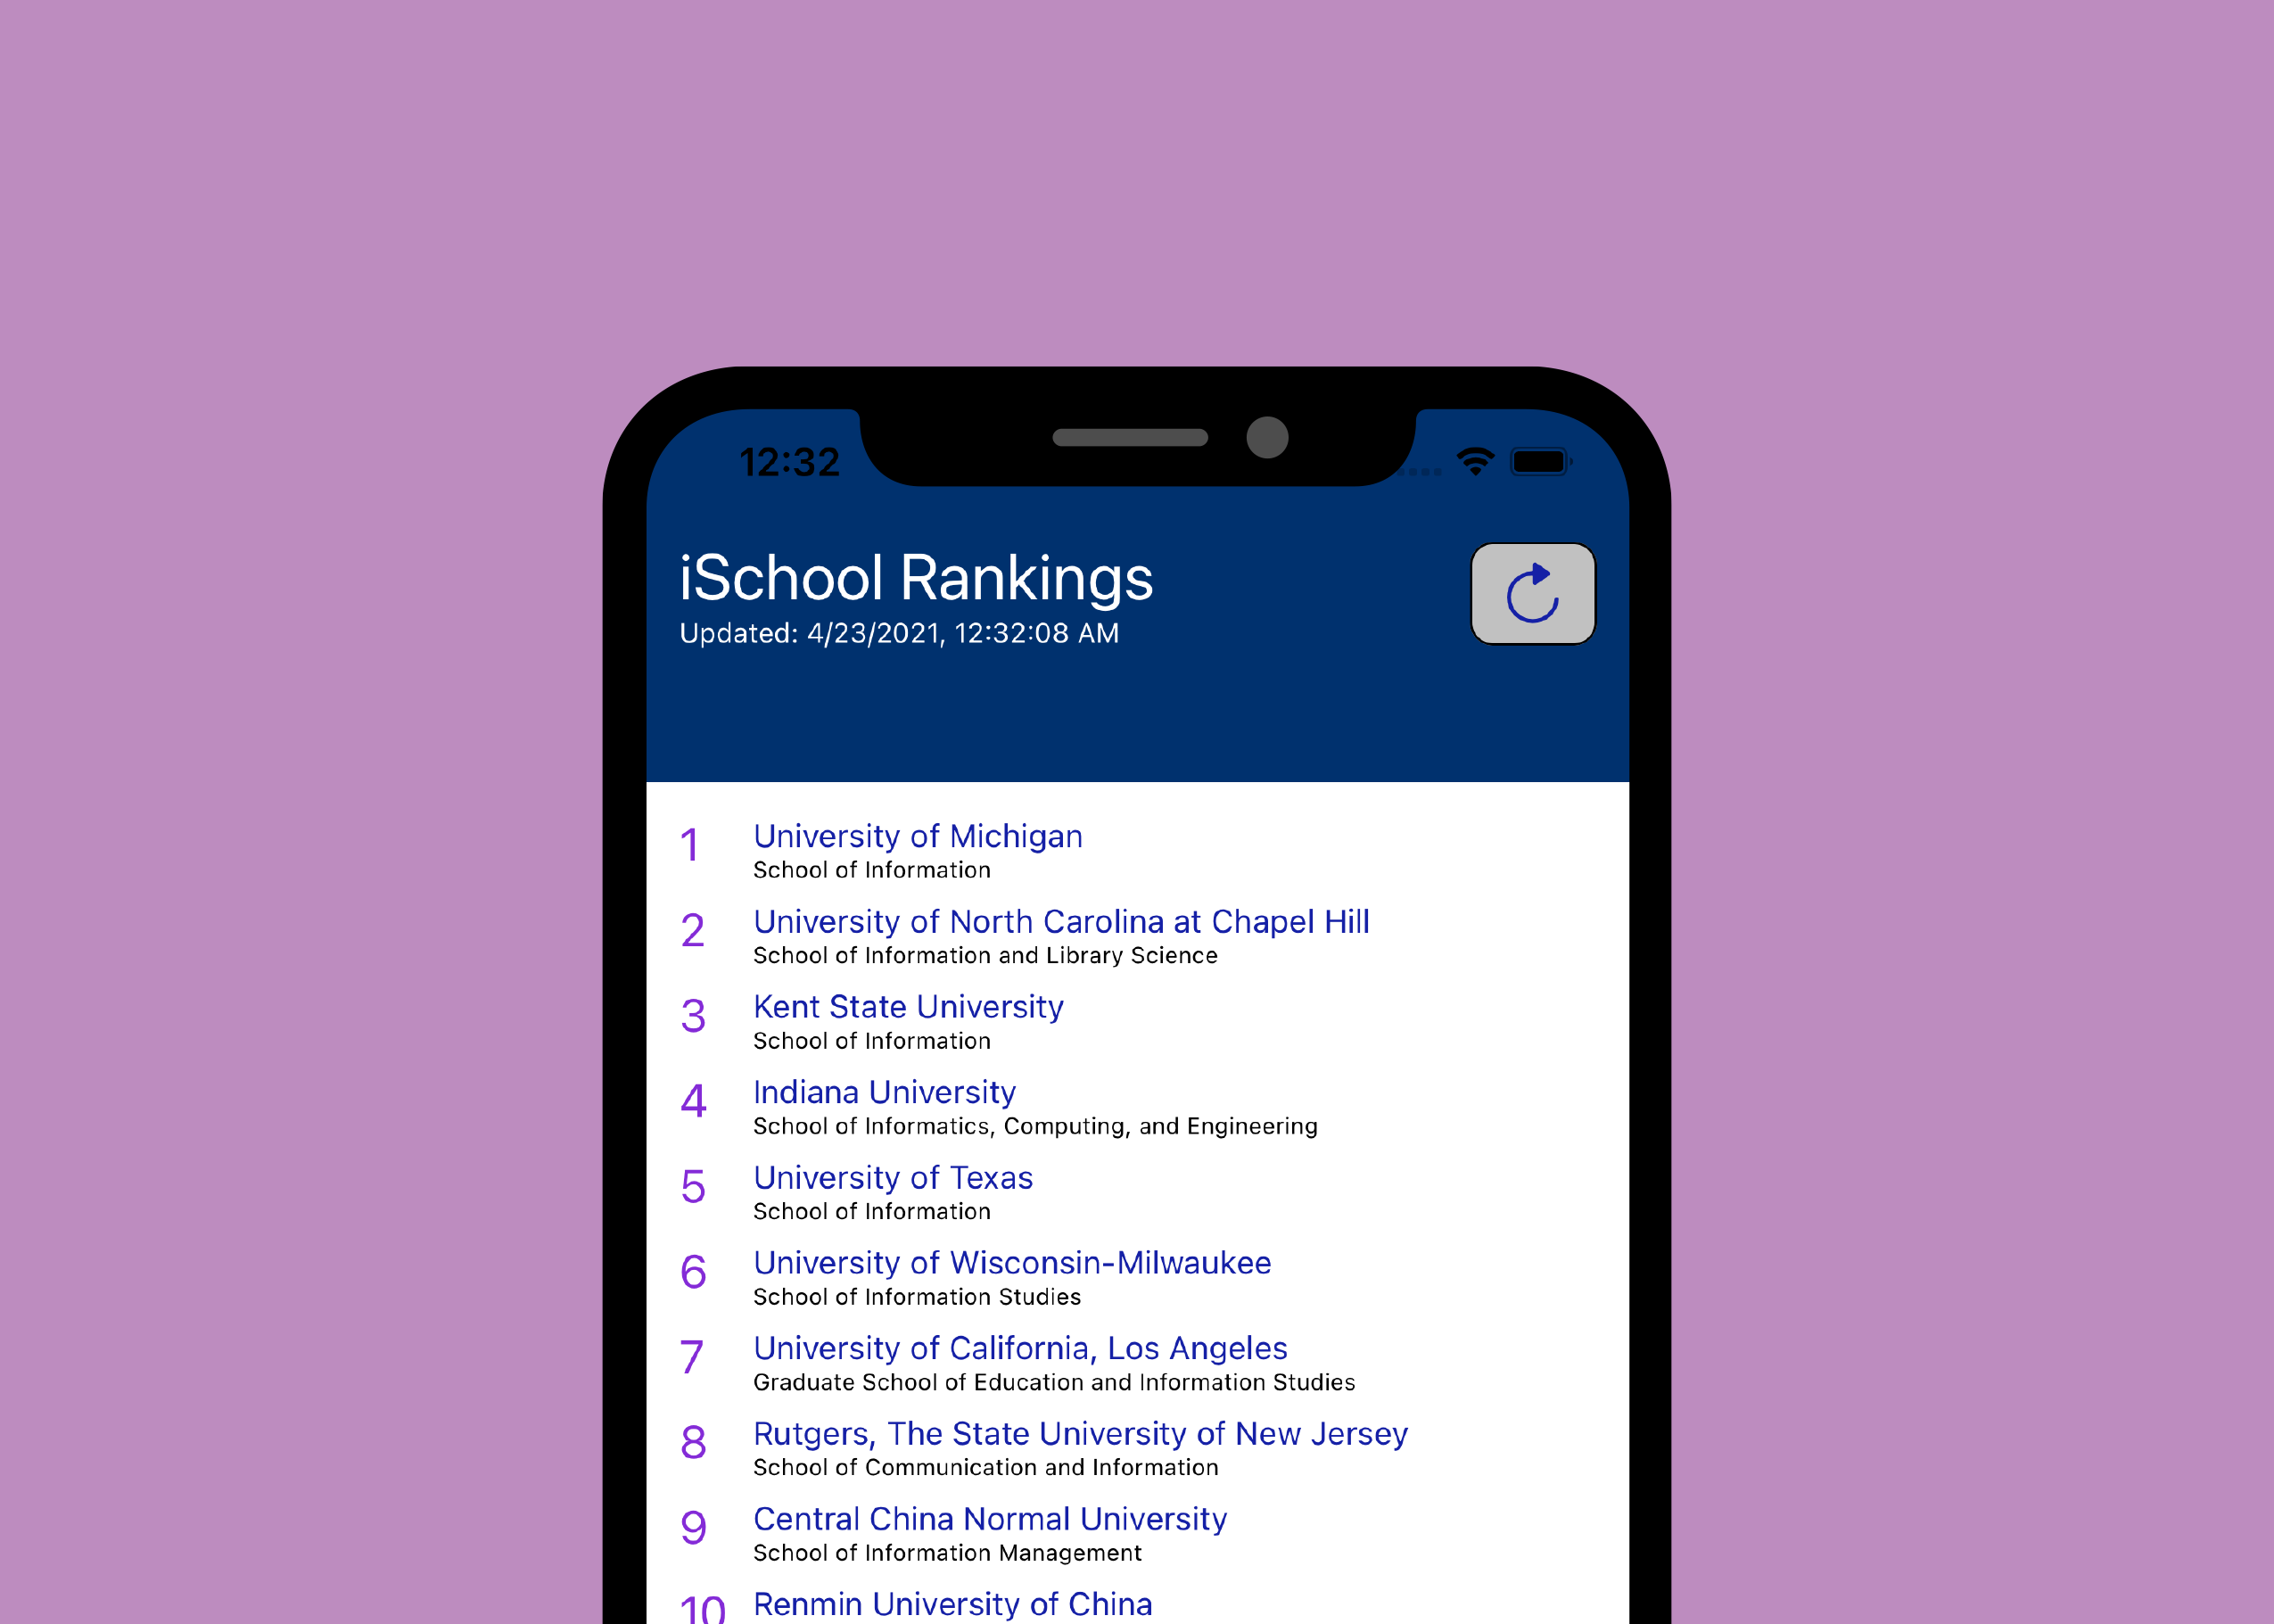 12:32
iSchool Rankings
Updated: 4/23/2021, 12:32:08 AM
1 University of Michigan
School of Information
2 University of North Carolina at Chapel Hill
School of Information and Library Science
3 Kent State University
School of Information
4 Indiana University
School of Informatics, Computing, and Engineering
5 University of Texas
School of Information
6 University of Wisconsin-Milwaukee
School of Information Studies
7 University of California, Los Angeles
Graduate School of Education and Information Studies
8 Rutgers, The State University of New Jersey
School of Communication and Information
9 Central China Normal University
School of Information Management
10 Renmin University of China